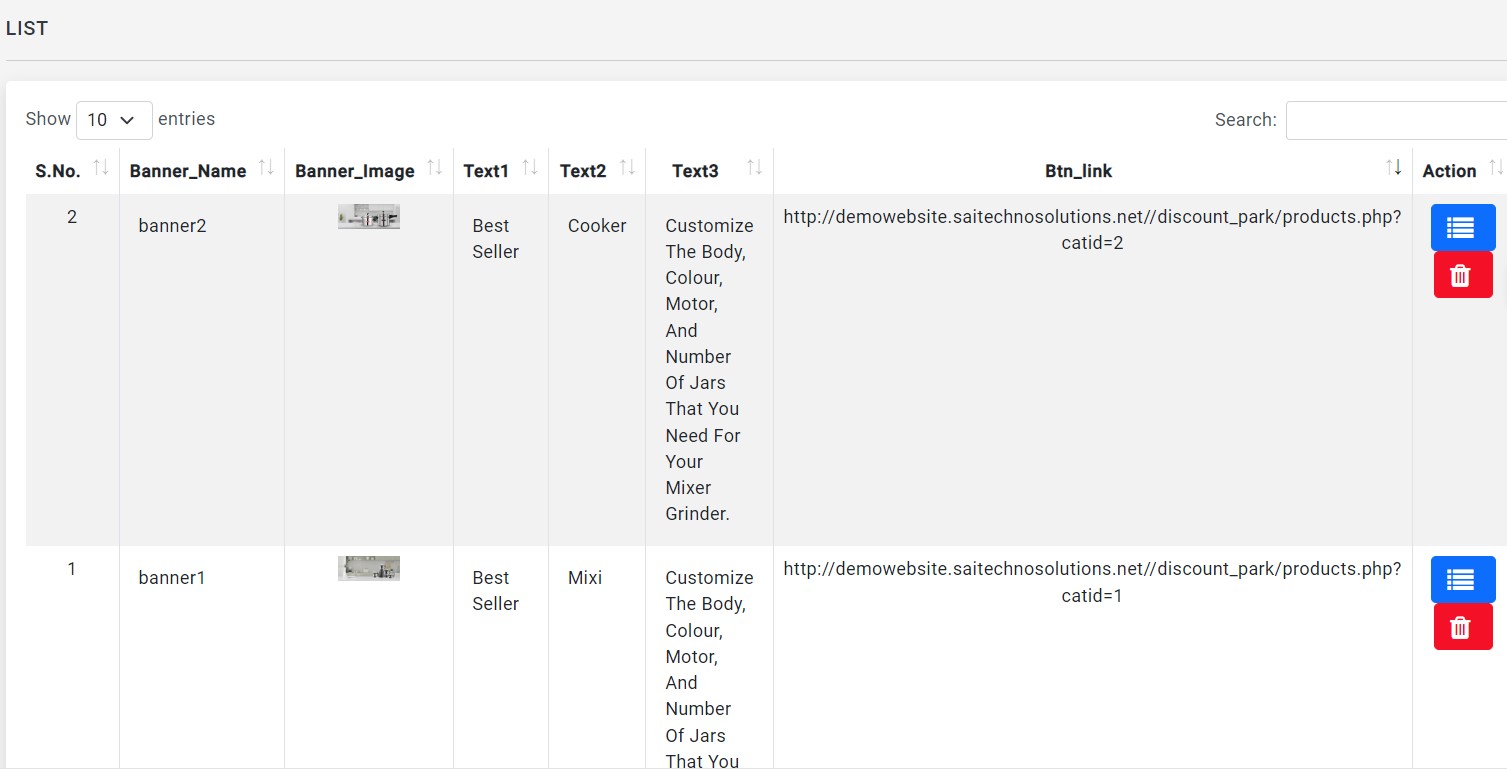 LIST
Show 10 entries
Search:
S.No. Banner_Name Banner_Image Text1 Text2 Text3 Btn_link Action
2
banner2
Best
Seller
Cooker
Customize
The Body,
Colour,
Motor,
And
Number
Of Jars
That You
Need For
Your
Mixer
Grinder.
http://demowebsite.saitechnosolutions.net//discount_park/products.php?
catid=2
1
banner1
Best
Seller
Mixi
Customize
The Body,
Colour,
Motor,
And
Number
Of Jars
That You
http://demowebsite.saitechnosolutions.net//discount_park/products.php?
catid=1